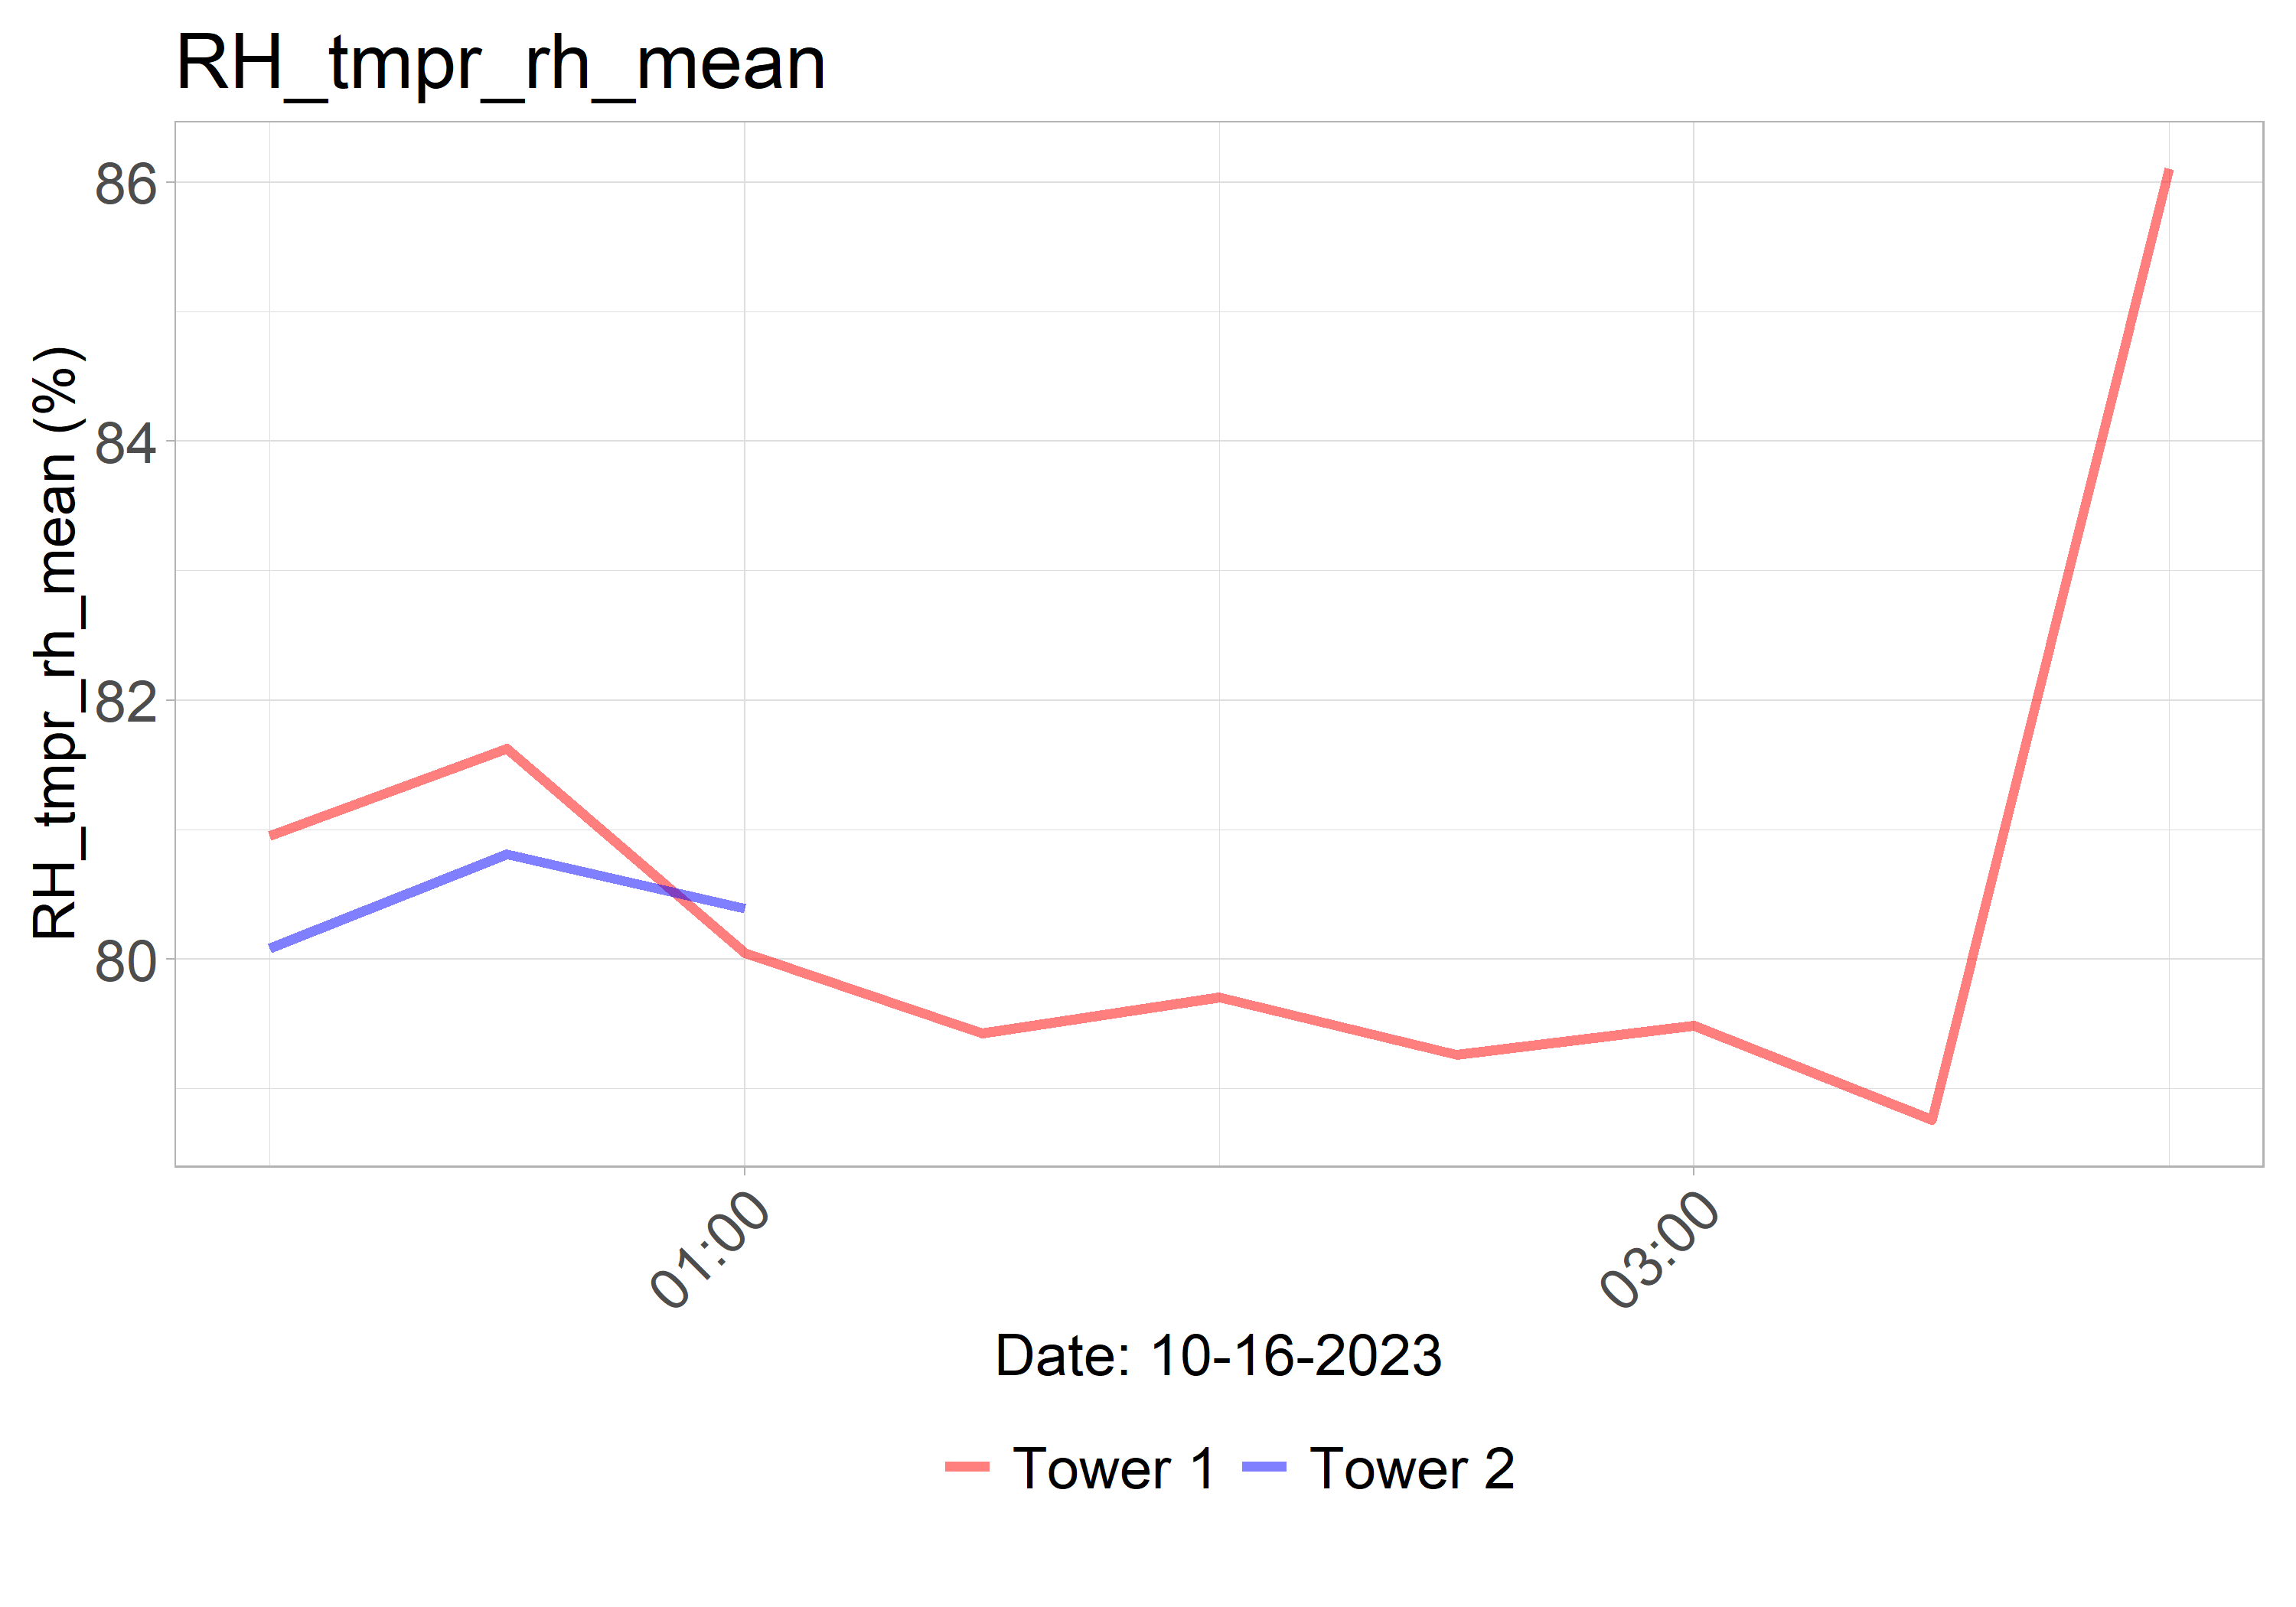 RH_tmpr_rh_mean
RH_tmpr_rh_mean (%)
86
84
82
80
01:00
03:00
Date: 10-16-2023
Tower 1
Tower 2